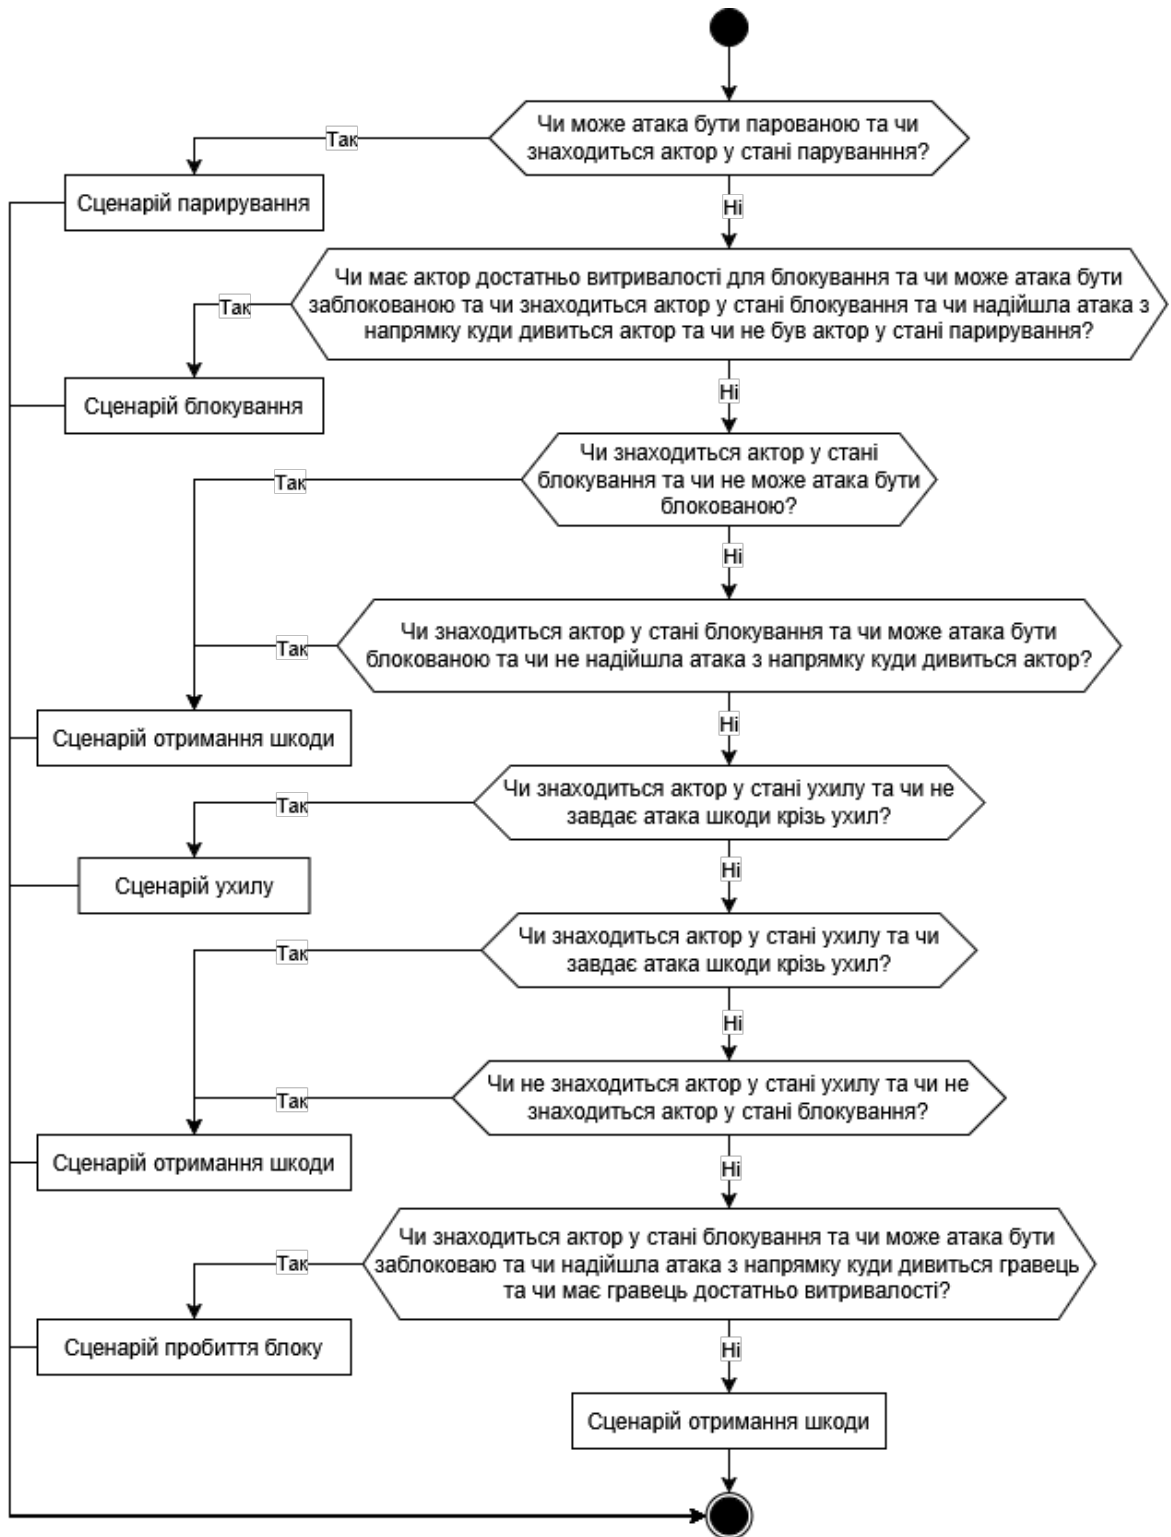 Чи може атака бути парованою та чи
знаходиться актор у стані паруванння?
Так
Сценарій парирування
Ні
Чи має актор достатньо витривалості для блокування та чи може атака бути
заблокованою та чи знаходиться актор у стані блокування та чи надійшла атака з
напрямку куди дивиться актор та чи не був актор у стані парирування?
Так
Сценарій блокування
Ні
Чи знаходиться актор у стані
блокування та чи не може атака бути
блокованою?
Так
Ні
Чи знаходиться актор у стані блокування та чи може атака бути
блокованою та чи не надійшла атака з напрямку куди дивиться актор?
Так
Сценарій отримання шкоди
Ні
Чи знаходиться актор у стані ухилу та чи не
завдає атака шкоди крізь ухил?
Так
Сценарій ухилу
Ні
Чи знаходиться актор у стані ухилу та чи
завдає атака шкоди крізь ухил?
Так
Ні
Чи не знаходиться актор у стані ухилу та чи не
знаходиться актор у стані блокування?
Так
Сценарій отримання шкоди
Ні
Чи знаходиться актор у стані блокування та чи може атака бути
заблоковаю та чи надійшла атака з напрямку куди дивиться гравець
та чи має гравець достатньо витривалості?
Так
Сценарій пробиття блоку
Ні
Сценарій отримання шкоди